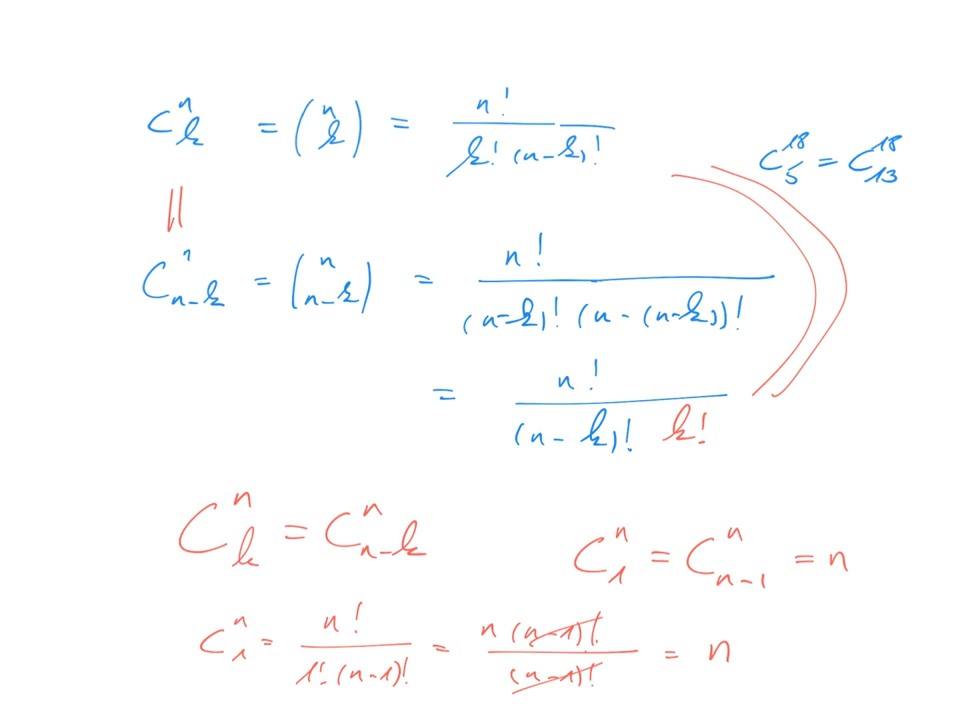 C^n_k = (n k) = n! / k! (n-k)!
C^18_5 = C^18_13
||
C^n_{n-k} = (n n-k) = n! / (n-k)! (n-(n-k))!
= n! / (n-k)! k!
C^n_k = C^n_{n-k}
C^n_1 = C^n_{n-1} = n
C^n_1 = n! / 1!·(n-1)! = n (n-1)! / (n-1)! = n